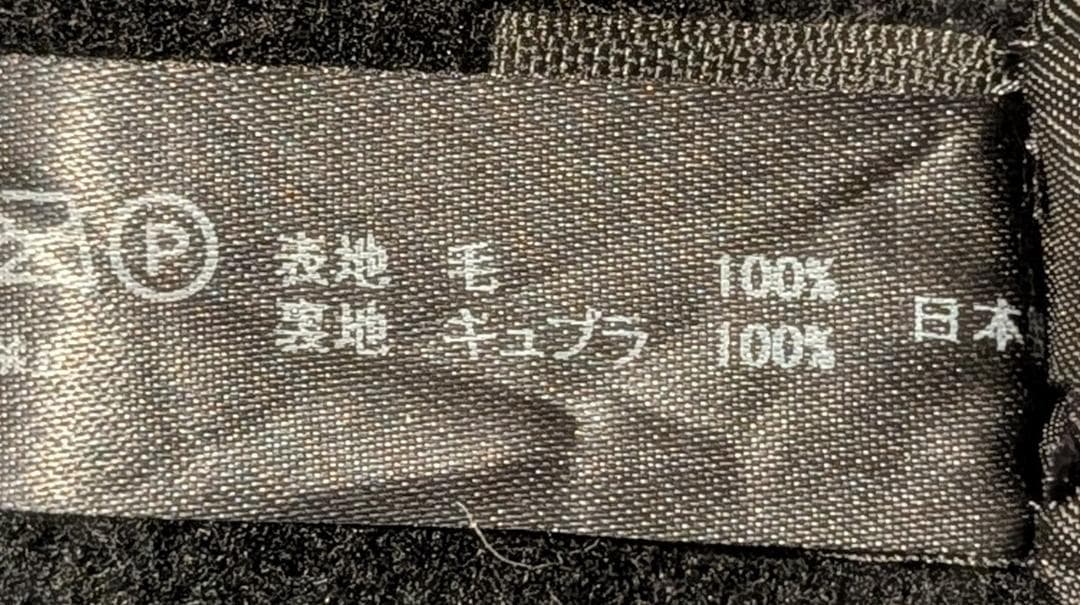 Ⓟ 表地 毛 100%
裏地 キュプラ 100%
日本